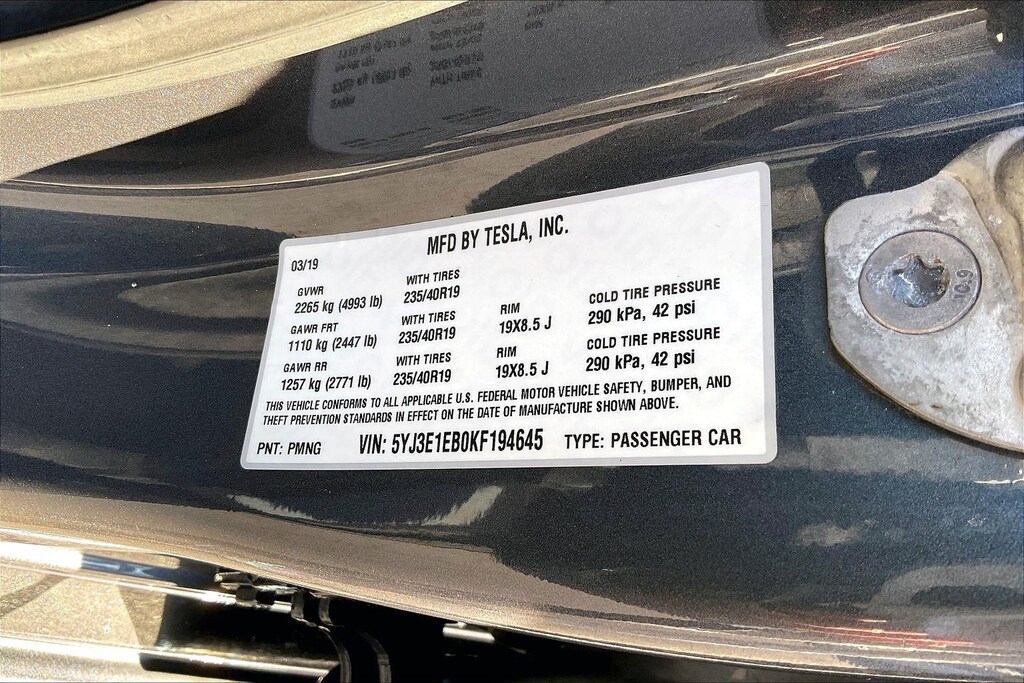 MFD BY TESLA, INC.
03/19
GVWR
2265 kg (4993 lb)
WITH TIRES
235/40R19
GAWR FRT
1110 kg (2447 lb)
WITH TIRES
235/40R19
RIM
19X8.5 J
COLD TIRE PRESSURE
290 kPa, 42 psi
GAWR RR
1257 kg (2771 lb)
WITH TIRES
235/40R19
RIM
19X8.5 J
COLD TIRE PRESSURE
290 kPa, 42 psi
THIS VEHICLE CONFORMS TO ALL APPLICABLE U.S. FEDERAL MOTOR VEHICLE SAFETY, BUMPER, AND
THEFT PREVENTION STANDARDS IN EFFECT ON THE DATE OF MANUFACTURE SHOWN ABOVE.
PNT: PMNG VIN: 5YJ3E1EB0KF194645 TYPE: PASSENGER CAR
10.9